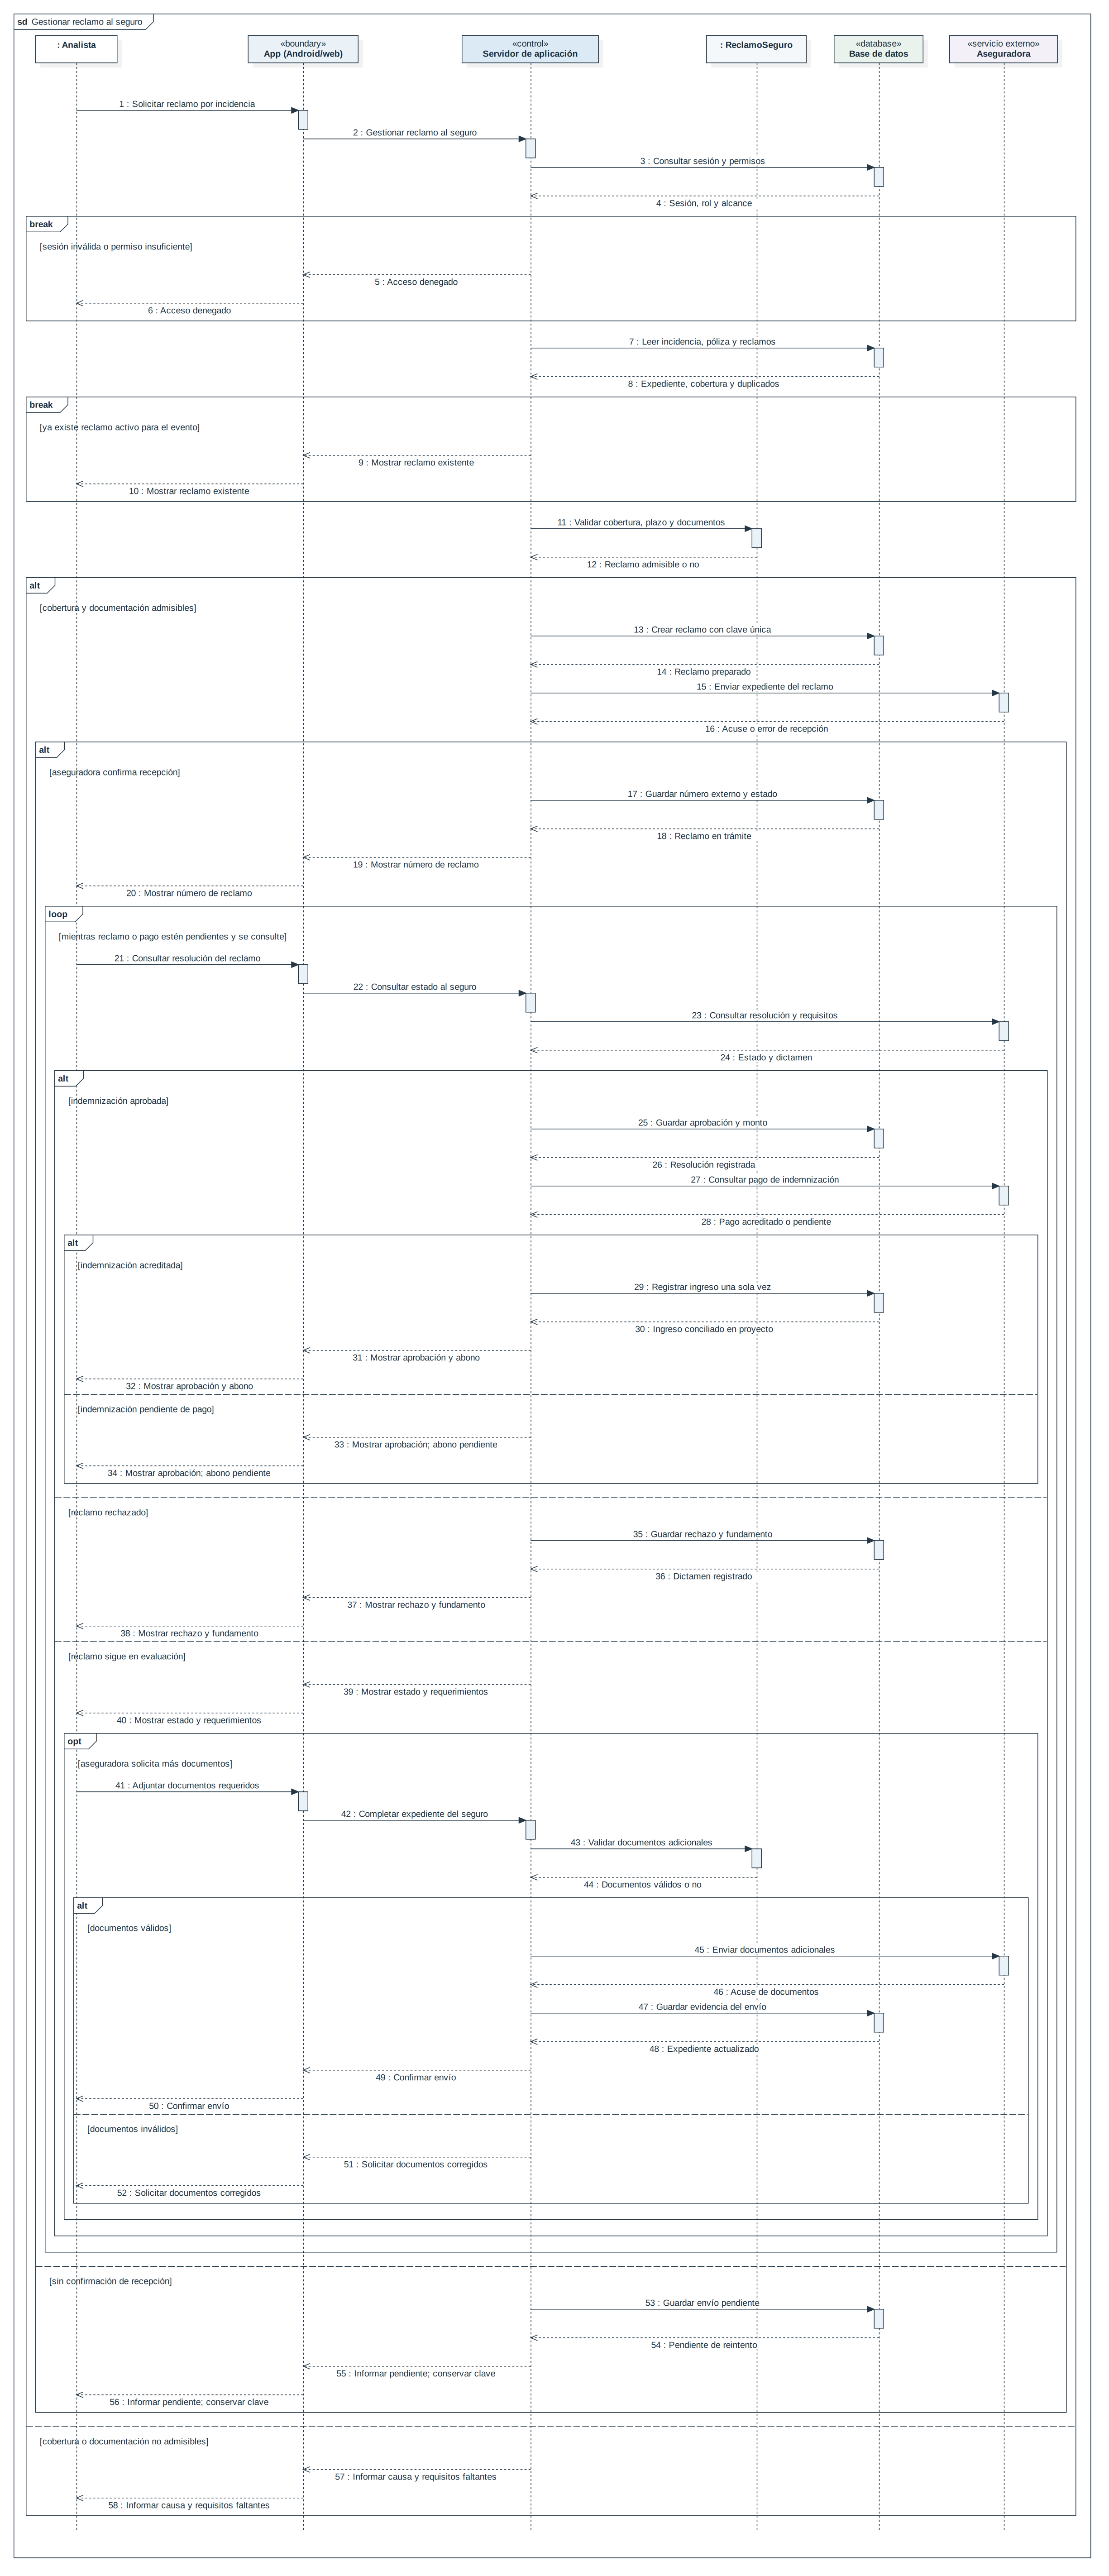 sd Gestionar reclamo al seguro
: Analista
«boundary»
App (Android/web)
«control»
Servidor de aplicación
: ReclamoSeguro
«database»
Base de datos
«servicio externo»
Aseguradora
1 : Solicitar reclamo por incidencia
2 : Gestionar reclamo al seguro
3 : Consultar sesión y permisos
4 : Sesión, rol y alcance
break
[sesión inválida o permiso insuficiente]
5 : Acceso denegado
6 : Acceso denegado
7 : Leer incidencia, póliza y reclamos
8 : Expediente, cobertura y duplicados
break
[ya existe reclamo activo para el evento]
9 : Mostrar reclamo existente
10 : Mostrar reclamo existente
11 : Validar cobertura, plazo y documentos
12 : Reclamo admisible o no
alt
[cobertura y documentación admisibles]
13 : Crear reclamo con clave única
14 : Reclamo preparado
15 : Enviar expediente del reclamo
16 : Acuse o error de recepción
alt
[aseguradora confirma recepción]
17 : Guardar número externo y estado
18 : Reclamo en trámite
19 : Mostrar número de reclamo
20 : Mostrar número de reclamo
loop
[mientras reclamo o pago estén pendientes y se consulte]
21 : Consultar resolución del reclamo
22 : Consultar estado al seguro
23 : Consultar resolución y requisitos
24 : Estado y dictamen
alt
[indemnización aprobada]
25 : Guardar aprobación y monto
26 : Resolución registrada
27 : Consultar pago de indemnización
28 : Pago acreditado o pendiente
alt
[indemnización acreditada]
29 : Registrar ingreso una sola vez
30 : Ingreso conciliado en proyecto
31 : Mostrar aprobación y abono
32 : Mostrar aprobación y abono
[indemnización pendiente de pago]
33 : Mostrar aprobación; abono pendiente
34 : Mostrar aprobación; abono pendiente
[reclamo rechazado]
35 : Guardar rechazo y fundamento
36 : Dictamen registrado
37 : Mostrar rechazo y fundamento
38 : Mostrar rechazo y fundamento
[reclamo sigue en evaluación]
39 : Mostrar estado y requerimientos
40 : Mostrar estado y requerimientos
opt
[aseguradora solicita más documentos]
41 : Adjuntar documentos requeridos
42 : Completar expediente del seguro
43 : Validar documentos adicionales
44 : Documentos válidos o no
alt
[documentos válidos]
45 : Enviar documentos adicionales
46 : Acuse de documentos
47 : Guardar evidencia del envío
48 : Expediente actualizado
49 : Confirmar envío
50 : Confirmar envío
[documentos inválidos]
51 : Solicitar documentos corregidos
52 : Solicitar documentos corregidos
[sin confirmación de recepción]
53 : Guardar envío pendiente
54 : Pendiente de reintento
55 : Informar pendiente; conservar clave
56 : Informar pendiente; conservar clave
[cobertura o documentación no admisibles]
57 : Informar causa y requisitos faltantes
58 : Informar causa y requisitos faltantes